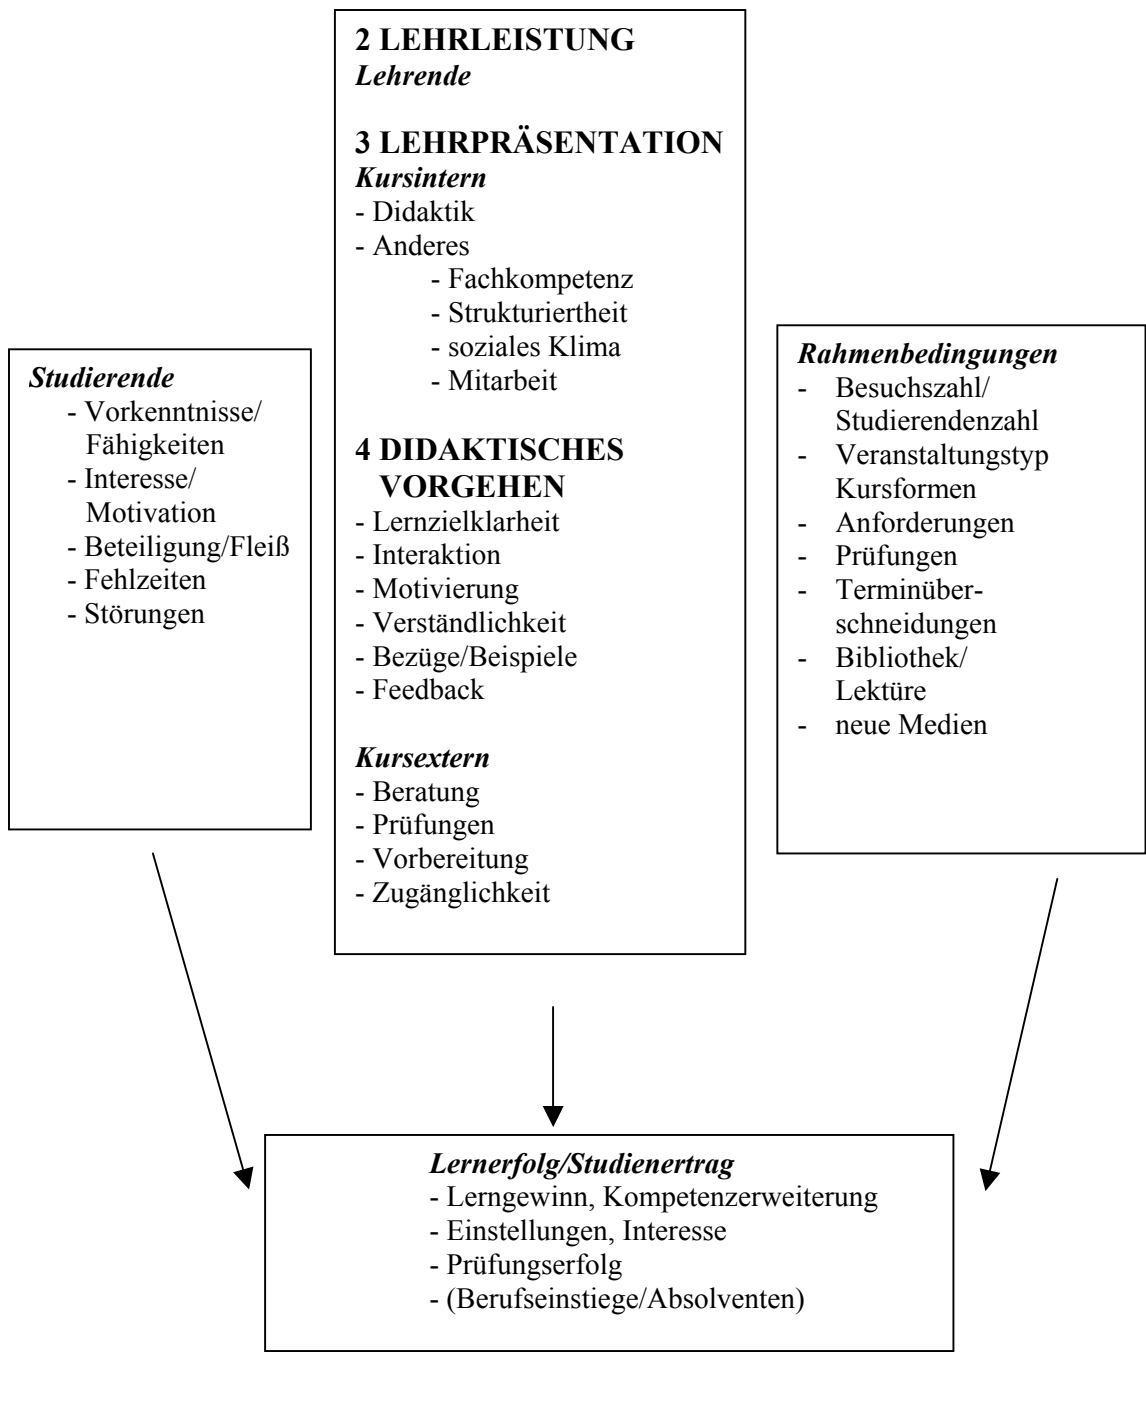 2 LEHRLEISTUNG
Lehrende
3 LEHRPRÄSENTATION
Kursintern
- Didaktik
- Anderes
- Fachkompetenz
- Strukturiertheit
- soziales Klima
- Mitarbeit
4 DIDAKTISCHES
VORGEHEN
- Lernzielklarheit
- Interaktion
- Motivierung
- Verständlichkeit
- Bezüge/Beispiele
- Feedback
Kursextern
- Beratung
- Prüfungen
- Vorbereitung
- Zugänglichkeit
Studierende
- Vorkenntnisse/
Fähigkeiten
- Interesse/
Motivation
- Beteiligung/Fleiß
- Fehlzeiten
- Störungen
Rahmenbedingungen
- Besuchszahl/
Studierendenzahl
- Veranstaltungstyp
Kursformen
- Anforderungen
- Prüfungen
- Terminüber-
schneidungen
- Bibliothek/
Lektüre
- neue Medien
Lernerfolg/Studienertrag
- Lerngewinn, Kompetenzerweiterung
- Einstellungen, Interesse
- Prüfungserfolg
- (Berufseinstiege/Absolventen)